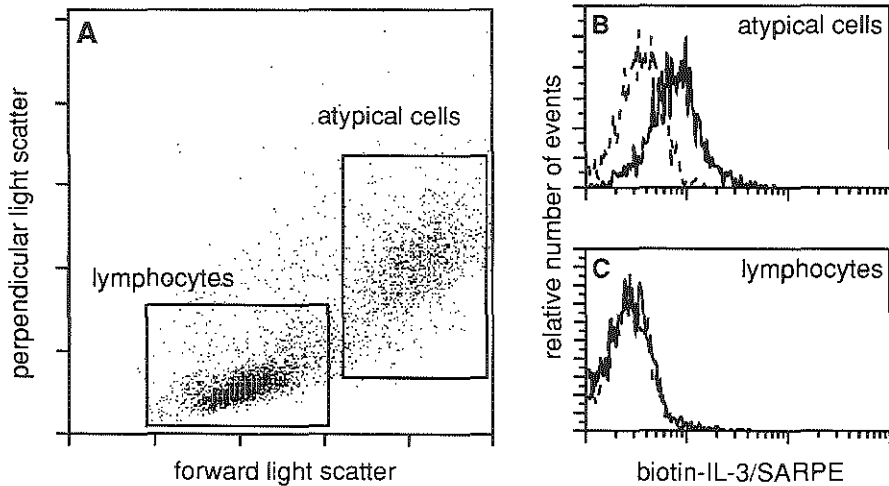 A
perpendicular light scatter
atypical cells
lymphocytes
forward light scatter
relative number of events
B
atypical cells
C
lymphocytes
biotin-IL-3/SARPE